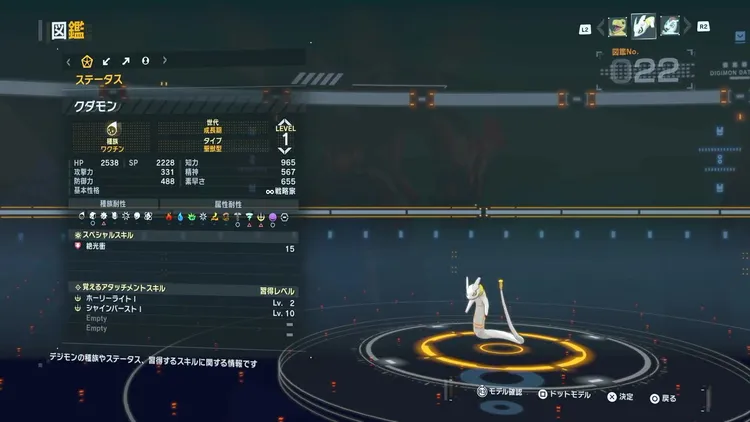 図鑑
L2
R2
図鑑No.
022
ステータス
クダモン
種族
ワクチン
世代
成長期
タイプ
聖獣型
LEVEL
1
HP 2538 SP 2228 知力 965
攻撃力 331 精神 567
防御力 488 素早さ 655
基本性格 ∞戦略家
種族耐性 属性耐性
スペシャルスキル
絶光衝 15
覚えるアタッチメントスキル 習得レベル
ホーリーライトⅠ Lv. 2
シャインバーストⅠ Lv. 10
Empty
Empty
デジモンの種族やステータス、習得するスキルに関する情報です
R3 モデル確認 ドットモデル 決定 戻る